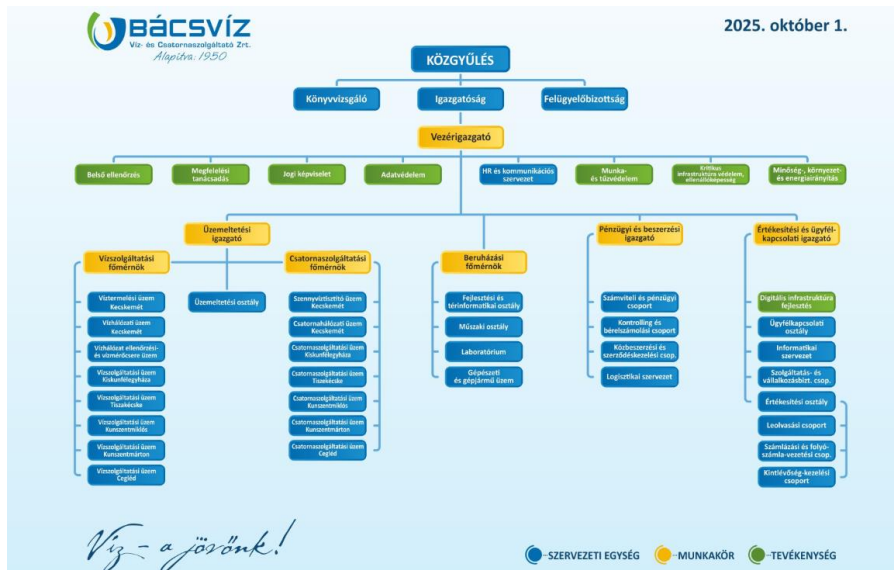 BÁCSVÍZ
Víz- és Csatornaszolgáltató Zrt.
Alapítva: 1950
2025. október 1.
KÖZGYŰLÉS
Könyvvizsgáló
Igazgatóság
Felügyelőbizottság
Vezérigazgató
Belső ellenőrzés
Megfelelési
tanácsadás
Jogi képviselet
Adatvédelem
HR és kommunikációs
szervezet
Munka-
és tűzvédelem
Kritikus
infrastruktúra védelem,
ellenállóképesség
Minőség-, környezet-
és energiairányítás
Üzemeltetési
igazgató
Pénzügyi és beszerzési
igazgató
Értékesítési és ügyfél-
kapcsolati igazgató
Vízszolgáltatási
főmérnök
Csatornaszolgáltatási
főmérnök
Beruházási
főmérnök
Víztermelési üzem
Kecskemét
Vízhálózati üzem
Kecskemét
Vízhálózat ellenőrzési-
és vízmérőcsere üzem
Vízszolgáltatási üzem
Kiskunfélegyháza
Vízszolgáltatási üzem
Tiszakécske
Vízszolgáltatási üzem
Kunszentmiklós
Vízszolgáltatási üzem
Kunszentmárton
Vízszolgáltatási üzem
Cegléd
Üzemeltetési osztály
Szennyvíztisztító üzem
Kecskemét
Csatornahálózati üzem
Kecskemét
Csatornaszolgáltatási üzem
Kiskunfélegyháza
Csatornaszolgáltatási üzem
Tiszakécske
Csatornaszolgáltatási üzem
Kunszentmiklós
Csatornaszolgáltatási üzem
Kunszentmárton
Csatornaszolgáltatási üzem
Cegléd
Fejlesztési és
térinformatikai osztály
Műszaki osztály
Laboratórium
Gépészeti
és gépjármű üzem
Számviteli és pénzügyi
csoport
Kontrolling és
bérelszámolási csoport
Közbeszerzési és
szerződéskezelési csop.
Logisztikai szervezet
Digitális infrastruktúra
fejlesztés
Ügyfélkapcsolati
osztály
Informatikai
szervezet
Szolgáltatás- és
vállalkozásbizt. csop.
Értékesítési osztály
Leolvasási csoport
Számlázási és folyó-
számla-vezetési csop.
Kintlévőség-kezelési
csoport
Víz – a jövőnk!
SZERVEZETI EGYSÉG
MUNKAKÖR
TEVÉKENYSÉG